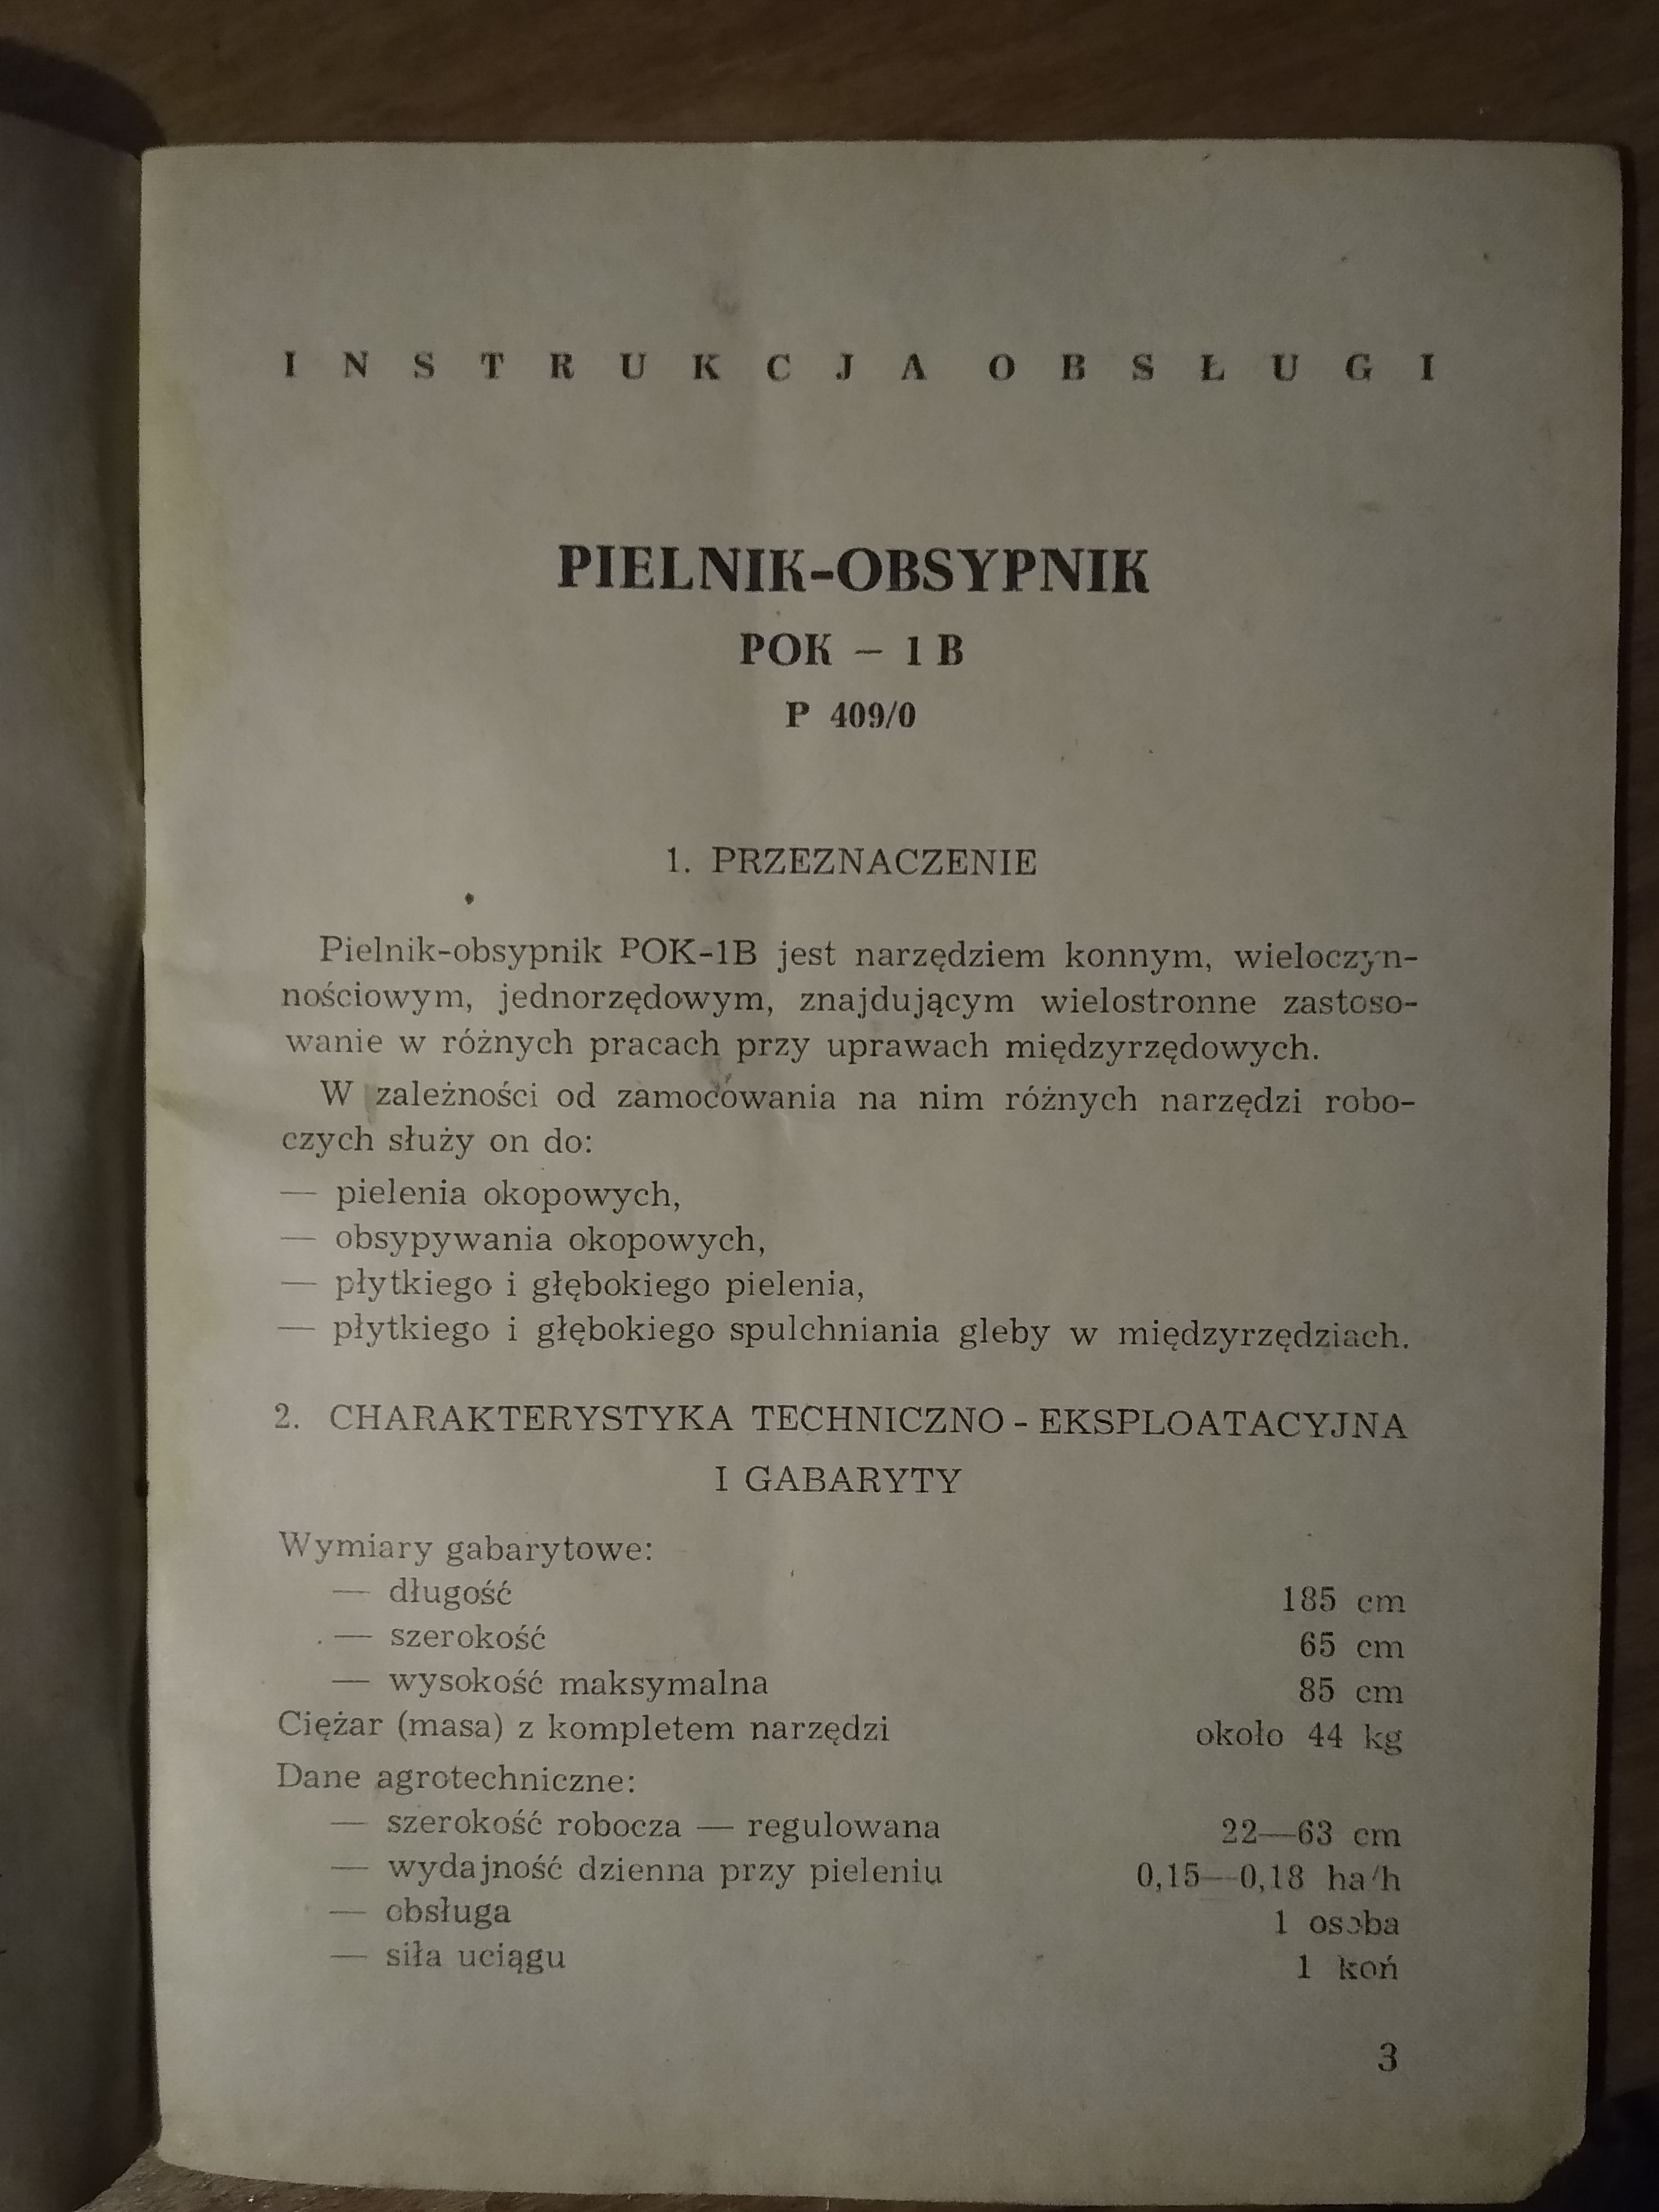 INSTRUKCJA OBSŁUGI
PIELNIK-OBSYPNIK
POK – 1 B
P 409/0
1. PRZEZNACZENIE
Pielnik-obsypnik POK-1B jest narzędziem konnym, wieloczyn-
nościowym, jednorzędowym, znajdującym wielostronne zastoso-
wanie w różnych pracach przy uprawach międzyrzędowych.
W zależności od zamocowania na nim różnych narzędzi robo-
czych służy on do:
— pielenia okopowych,
— obsypywania okopowych,
— płytkiego i głębokiego pielenia,
— płytkiego i głębokiego spulchniania gleby w międzyrzędziach.
2. CHARAKTERYSTYKA TECHNICZNO - EKSPLOATACYJNA
I GABARYTY
Wymiary gabarytowe:
— długość 185 cm
— szerokość 65 cm
— wysokość maksymalna 85 cm
Ciężar (masa) z kompletem narzędzi około 44 kg
Dane agrotechniczne:
— szerokość robocza — regulowana 22—63 cm
— wydajność dzienna przy pieleniu 0,15—0,18 ha/h
— obsługa 1 osoba
— siła uciągu 1 koń
3